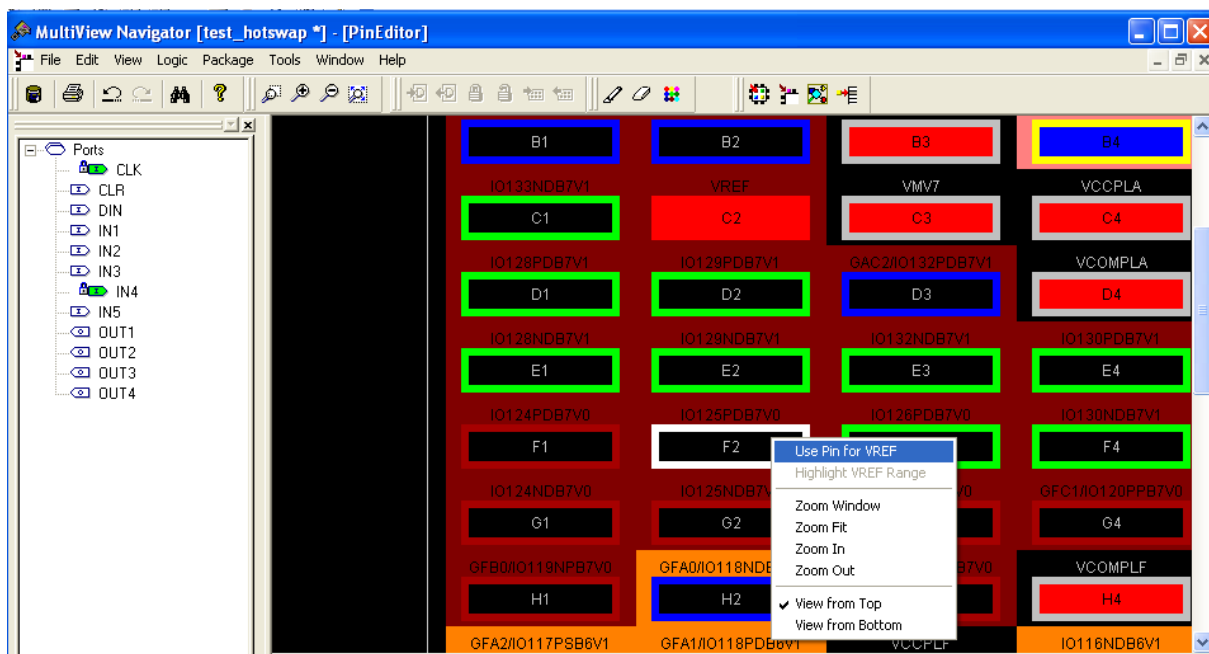 MultiView Navigator [test_hotswap *] - [PinEditor]
File Edit View Logic Package Tools Window Help
Ports
CLK
CLR
DIN
IN1
IN2
IN3
IN4
IN5
OUT1
OUT2
OUT3
OUT4
B1 B2 B3 B4
IO133NDB7V1 VREF VMV7 VCCPLA
C1 C2 C3 C4
IO128PDB7V1 IO129PDB7V1 GAC2/IO132PDB7V1 VCOMPLA
D1 D2 D3 D4
IO128NDB7V1 IO129NDB7V1 IO132NDB7V1 IO130PDB7V1
E1 E2 E3 E4
IO124PDB7V0 IO125PDB7V0 IO126PDB7V0 IO130NDB7V1
F1 F2 F4
IO124NDB7V0 GFC1/IO120PPB7V0
G1 G2 G4
GFB0/IO119NPB7V0 VCOMPLF
H1 H2 H4
GFA2/IO117PSB6V1 GFA1/IO118PDB6V1 VCCPLF IO116NDB6V1
Use Pin for VREF
Highlight VREF Range
Zoom Window
Zoom Fit
Zoom In
Zoom Out
View from Top
View from Bottom